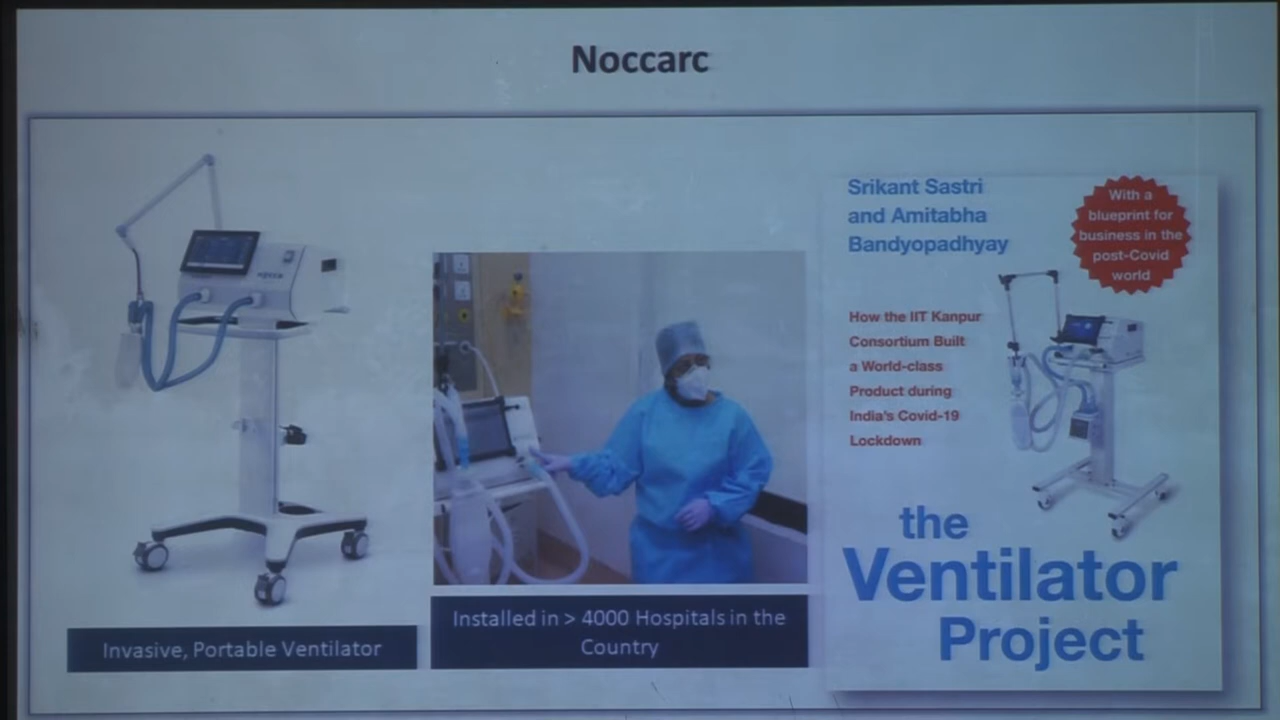 Noccarc
Invasive, Portable Ventilator
Installed in > 4000 Hospitals in the
Country
Srikant Sastri
and Amitabha
Bandyopadhyay
With a
blueprint for
business in the
post-Covid
world
How the IIT Kanpur
Consortium Built
a World-class
Product during
India's Covid-19
Lockdown
the
Ventilator
Project